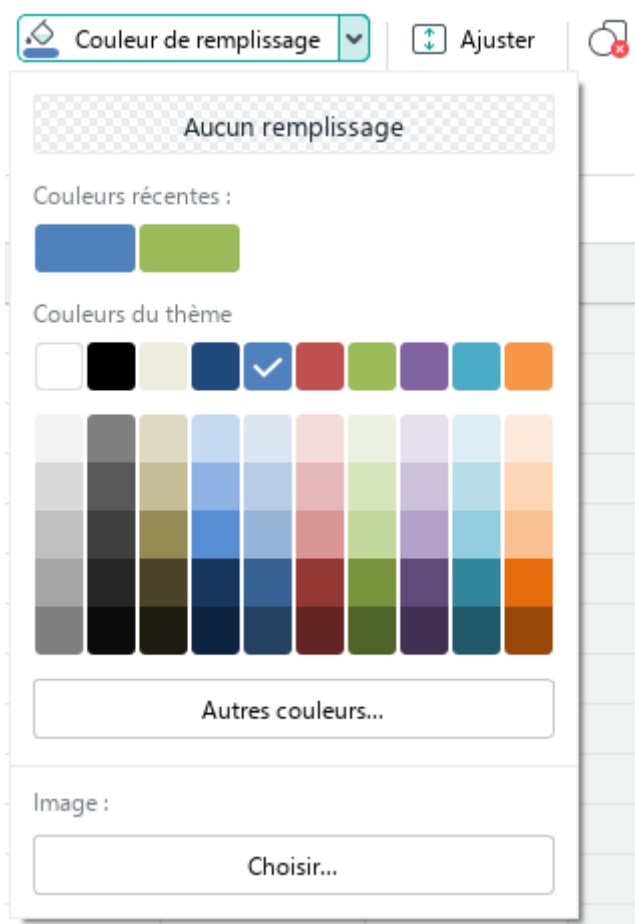 Couleur de remplissage
Ajuster
Aucun remplissage
Couleurs récentes :
Couleurs du thème
Autres couleurs...
Image :
Choisir...